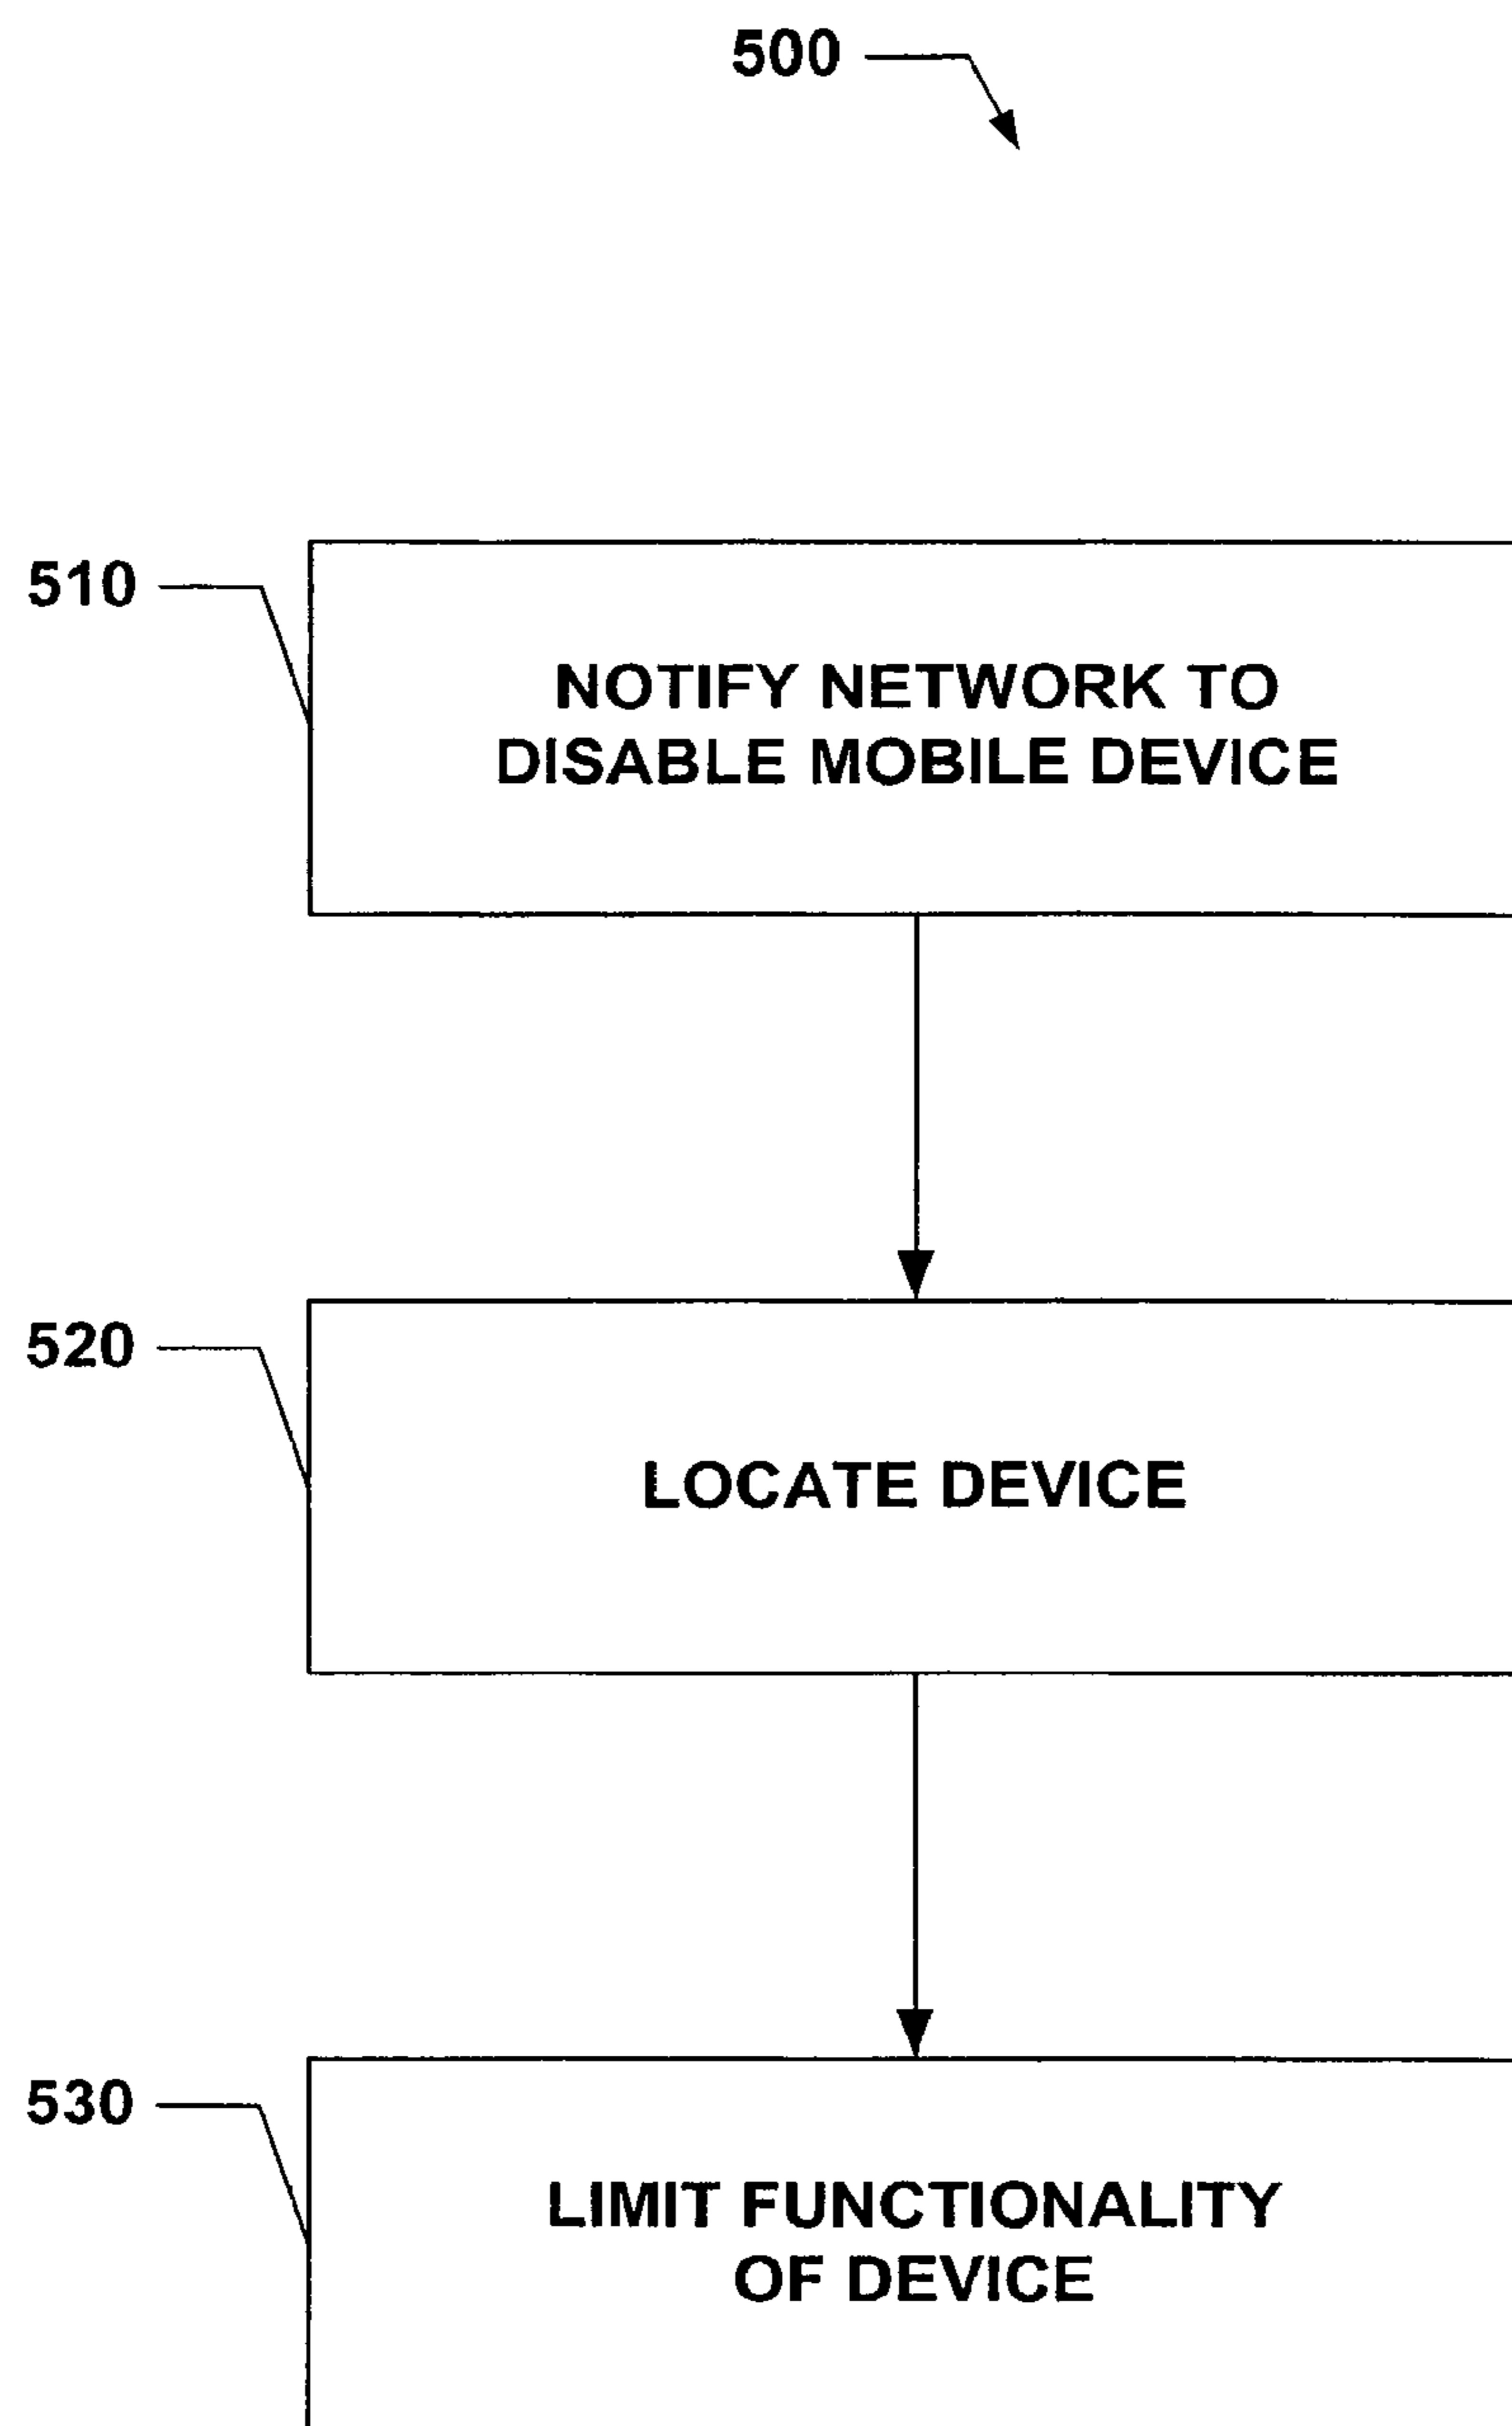 500
510
NOTIFY NETWORK TO
DISABLE MOBILE DEVICE
520
LOCATE DEVICE
530
LIMIT FUNCTIONALITY
OF DEVICE